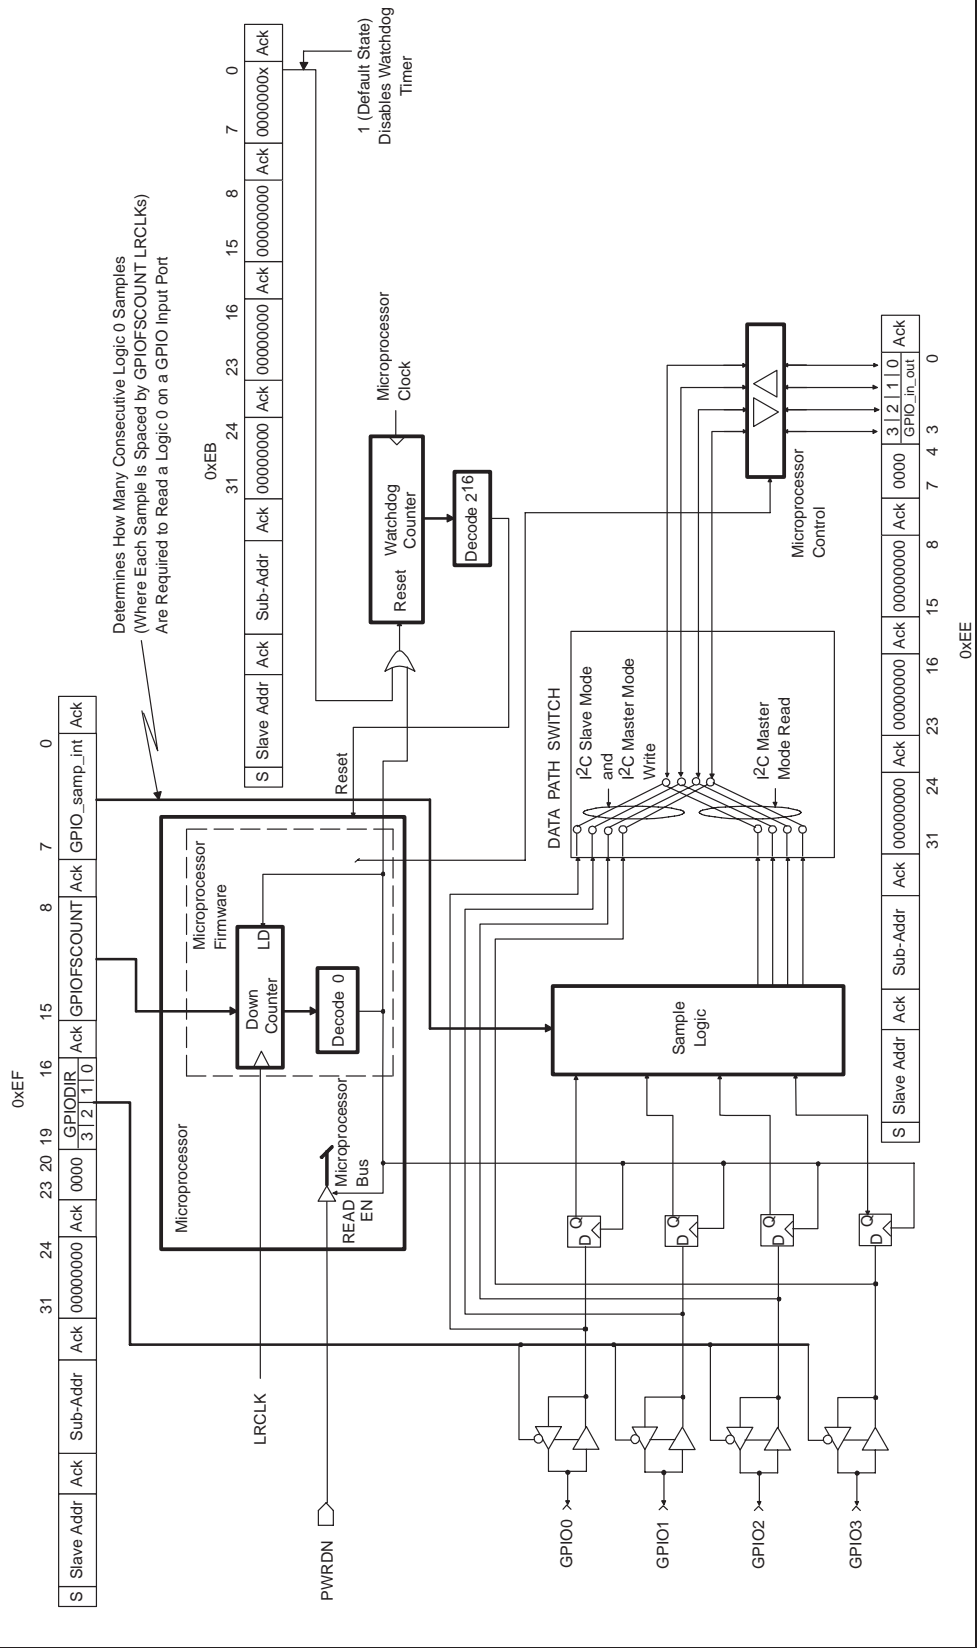 0xEF
31 24 23 20 19 16 15 8 7 0
S Slave Addr Ack Sub-Addr Ack 00000000 Ack 0000 GPIODIR Ack GPIOFSCOUNT Ack GPIO_samp_int Ack
3 2 1 0
Determines How Many Consecutive Logic 0 Samples
(Where Each Sample Is Spaced by GPIOFSCOUNT LRCLKs)
Are Required to Read a Logic 0 on a GPIO Input Port
0xEB
31 24 23 16 15 8 7 0
S Slave Addr Ack Sub-Addr Ack 00000000 Ack 00000000 Ack 00000000 Ack 0000000x Ack
1 (Default State)
Disables Watchdog
Timer
Microprocessor
Microprocessor
Firmware
LRCLK
Down
Counter
LD
Decode 0
PWRDN
READ
EN
Microprocessor
Bus
Reset
Reset
Watchdog
Counter
Microprocessor
Clock
Decode 2^16
DATA PATH SWITCH
I2C Slave Mode
and
I2C Master Mode
Write
I2C Master
Mode Read
Microprocessor
Control
Sample
Logic
GPIO0
D Q
GPIO1
D Q
GPIO2
D Q
GPIO3
D Q
S Slave Addr Ack Sub-Addr Ack 00000000 Ack 00000000 Ack 00000000 Ack 0000 3 2 1 0 Ack
GPIO_in_out
31 24 23 16 15 8 7 4 3 0
0xEE